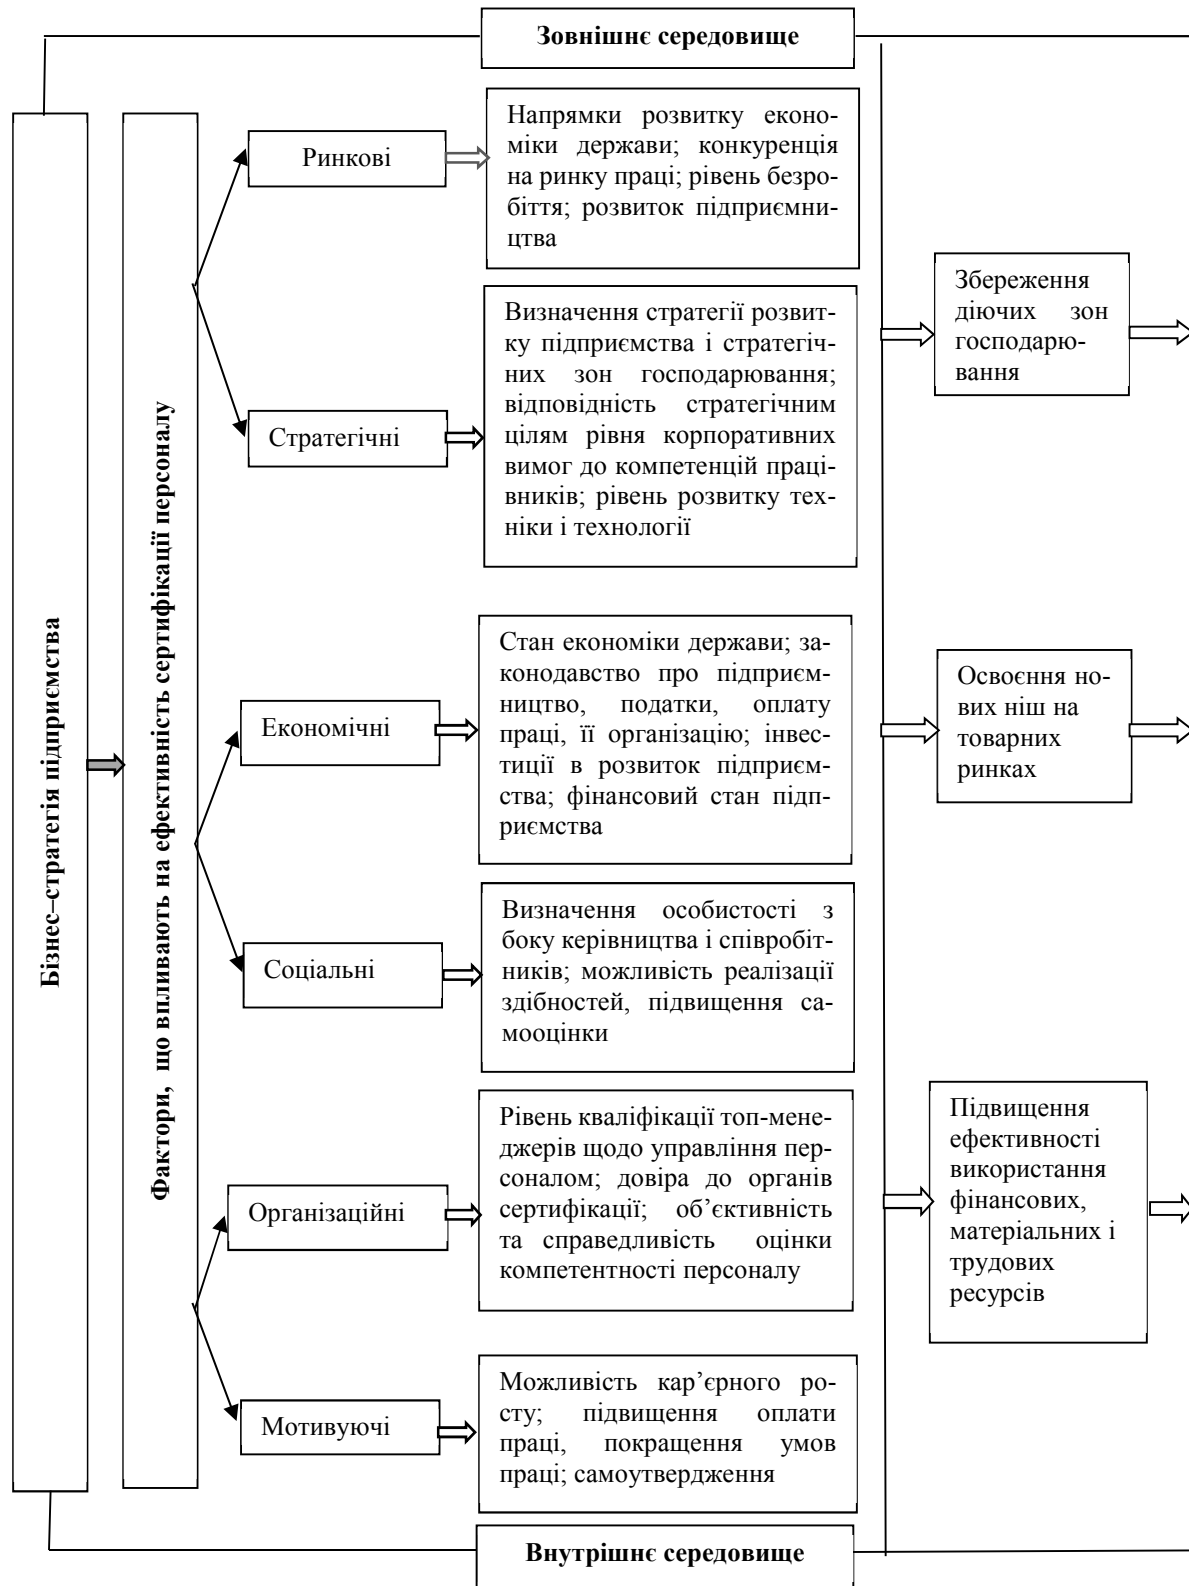 Зовнішнє середовище
Бізнес–стратегія підприємства
Фактори, що впливають на ефективність сертифікації персоналу
Ринкові
Напрямки розвитку еконо-
міки держави; конкуренція
на ринку праці; рівень безро-
біття; розвиток підприємни-
цтва
Стратегічні
Визначення стратегії розвит-
ку підприємства і стратегіч-
них зон господарювання;
відповідність стратегічним
цілям рівня корпоративних
вимог до компетенцій праці-
вників; рівень розвитку тех-
ніки і технології
Економічні
Стан економіки держави; за-
конодавство про підприєм-
ництво, податки, оплату
праці, її організацію; інвес-
тиції в розвиток підприєм-
ства; фінансовий стан підп-
риємства
Соціальні
Визначення особистості з
боку керівництва і співробіт-
ників; можливість реалізації
здібностей, підвищення са-
мооцінки
Організаційні
Рівень кваліфікації топ-мене-
джерів щодо управління пер-
соналом; довіра до органів
сертифікації; об’єктивність
та справедливість оцінки
компетентності персоналу
Мотивуючі
Можливість кар’єрного ро-
сту; підвищення оплати
праці, покращення умов
праці; самоутвердження
Збереження
діючих зон
господарю-
вання
Освоєння но-
вих ніш на
товарних
ринках
Підвищення
ефективності
використання
фінансових,
матеріальних і
трудових
ресурсів
Внутрішнє середовище